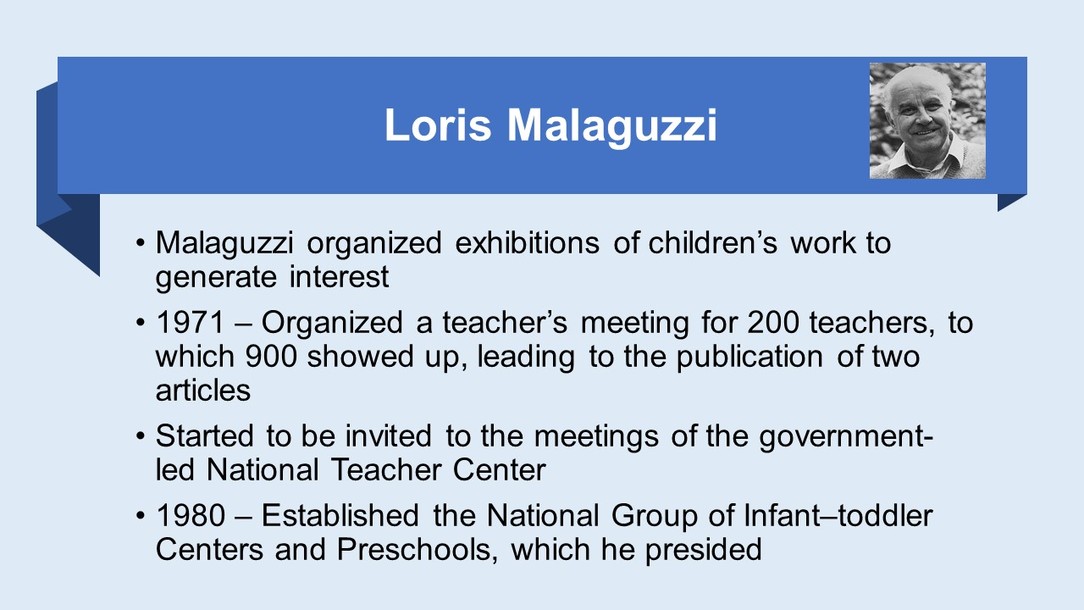 Loris Malaguzzi
• Malaguzzi organized exhibitions of children’s work to
generate interest
• 1971 – Organized a teacher’s meeting for 200 teachers, to
which 900 showed up, leading to the publication of two
articles
• Started to be invited to the meetings of the government-
led National Teacher Center
• 1980 – Established the National Group of Infant–toddler
Centers and Preschools, which he presided